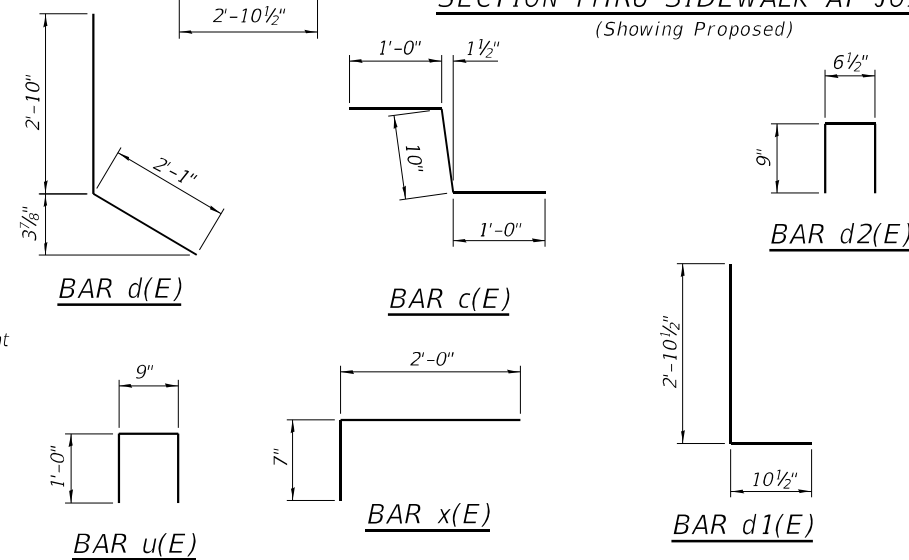 SECTION THRU SIDEWALK AT
(Showing Proposed)
2'-10½"
2'-10"
2'-1"
3⅞"
BAR d(E)
1'-0"
1½"
10"
1'-0"
BAR c(E)
6½"
9"
BAR d2(E)
9"
1'-0"
BAR u(E)
2'-0"
7"
BAR x(E)
2'-10½"
10½"
BAR d1(E)